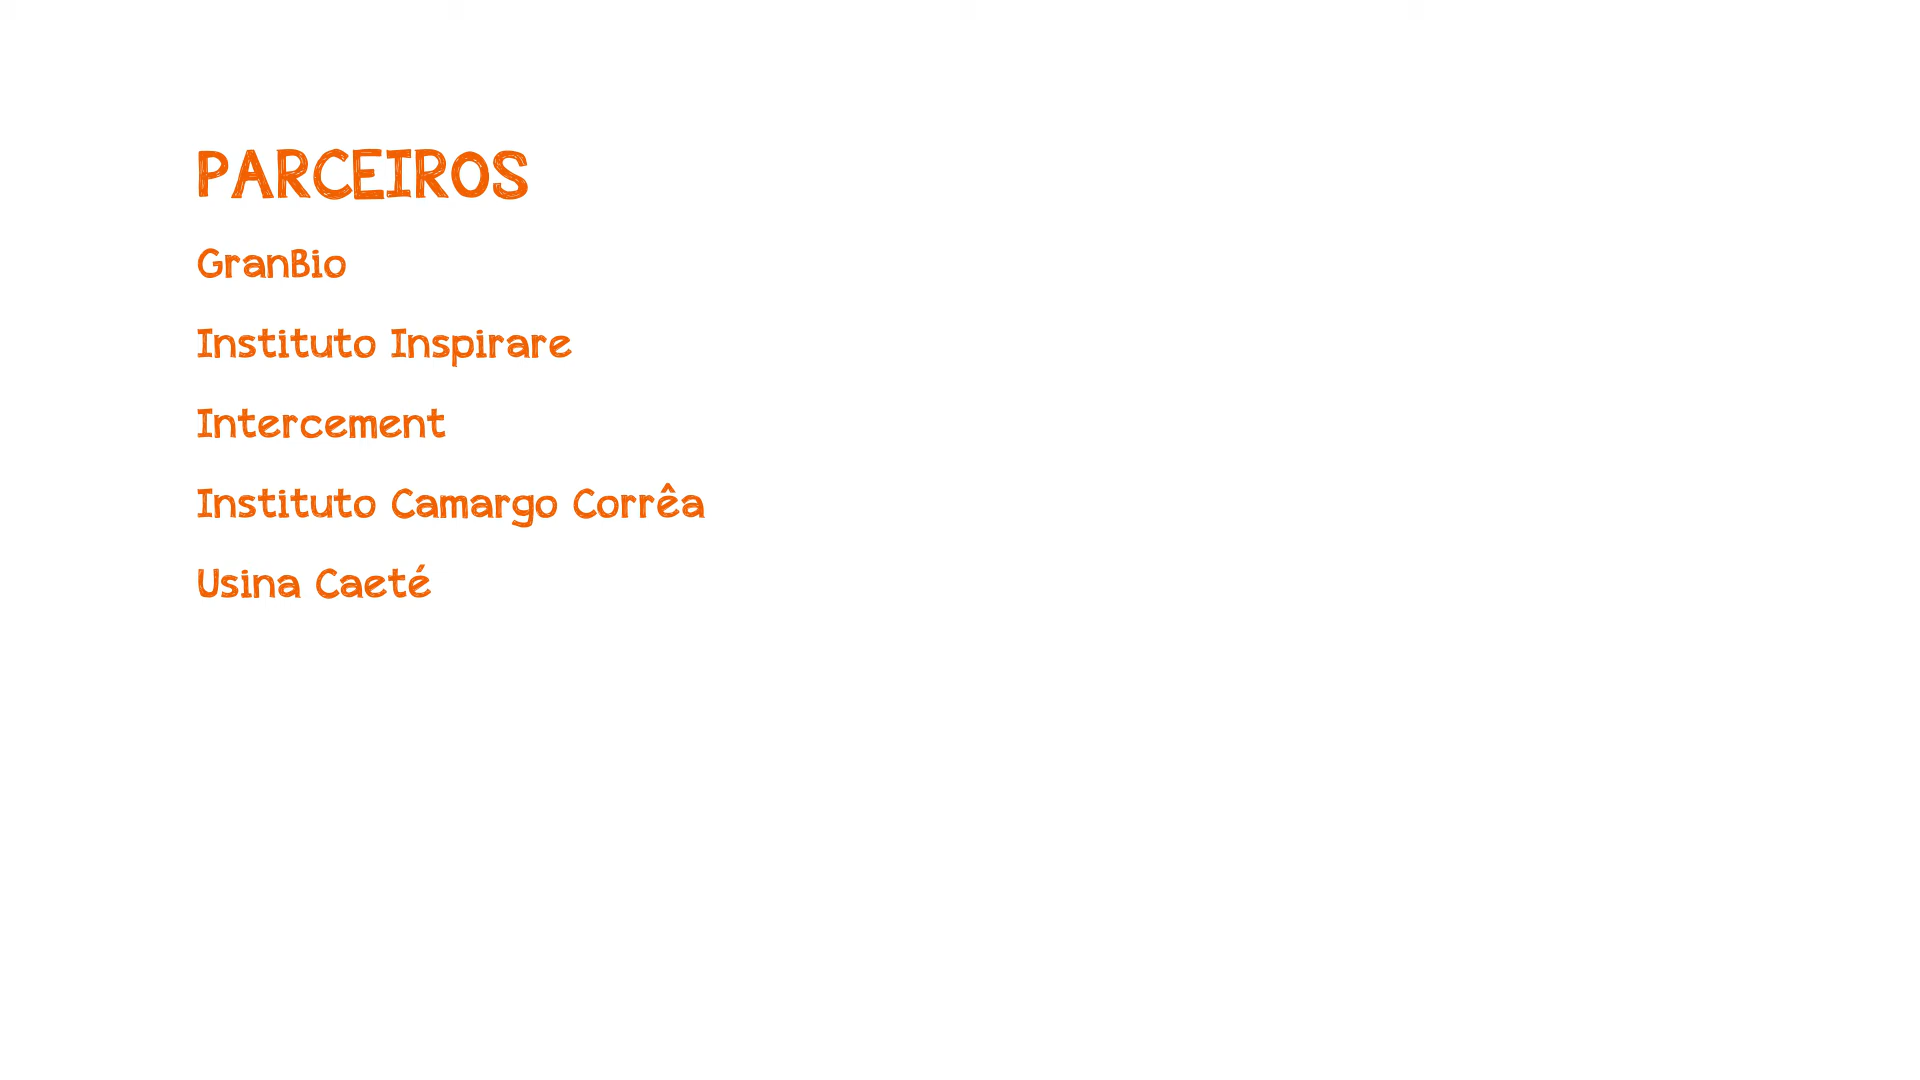 PARCEIROS
GranBio
Instituto Inspirare
Intercement
Instituto Camargo Corrêa
Usina Caeté